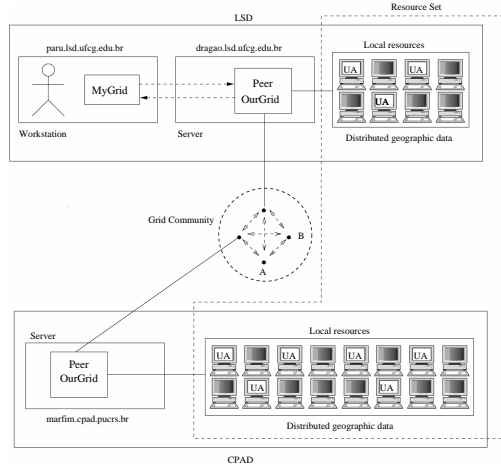 Resource Set
LSD
paru.lsd.ufcg.edu.br
dragao.lsd.ufcg.edu.br
Local resources
MyGrid
Peer
OurGrid
UA
UA
UA
Workstation
Server
Distributed geographic data
Grid Community
B
A
Server
Local resources
Peer
OurGrid
UA
UA
UA
UA
UA
UA
marfim.cpad.pucrs.br
Distributed geographic data
CPAD